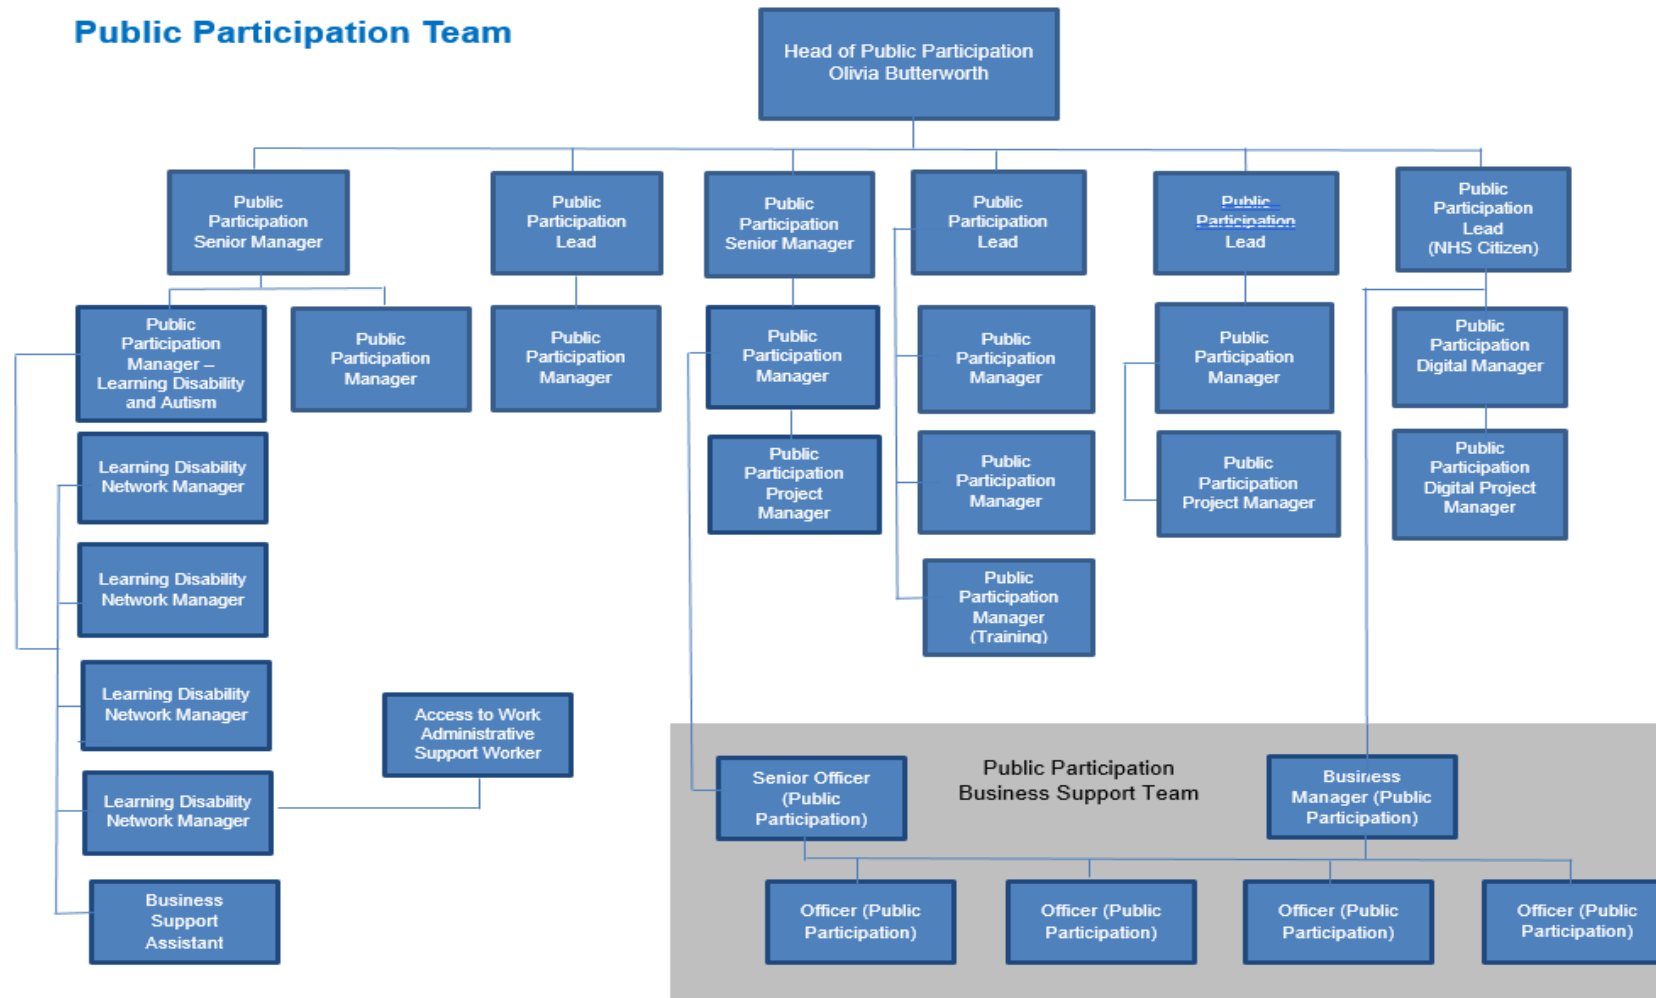 Public Participation Team
Head of Public Participation
Olivia Butterworth
Public
Participation
Senior Manager
Public
Participation
Lead
Public
Participation
Senior Manager
Public
Participation
Lead
Public
Participation
Lead
Public
Participation
Lead
(NHS Citizen)
Public
Participation
Manager –
Learning Disability
and Autism
Public
Participation
Manager
Public
Participation
Manager
Public
Participation
Manager
Public
Participation
Manager
Public
Participation
Manager
Public
Participation
Digital Manager
Learning Disability
Network Manager
Public
Participation
Project
Manager
Public
Participation
Manager
Public
Participation
Project Manager
Public
Participation
Digital Project
Manager
Learning Disability
Network Manager
Public
Participation
Manager
(Training)
Learning Disability
Network Manager
Access to Work
Administrative
Support Worker
Learning Disability
Network Manager
Public Participation
Business Support Team
Senior Officer
(Public
Participation)
Business
Manager (Public
Participation)
Business
Support
Assistant
Officer (Public
Participation)
Officer (Public
Participation)
Officer (Public
Participation)
Officer (Public
Participation)